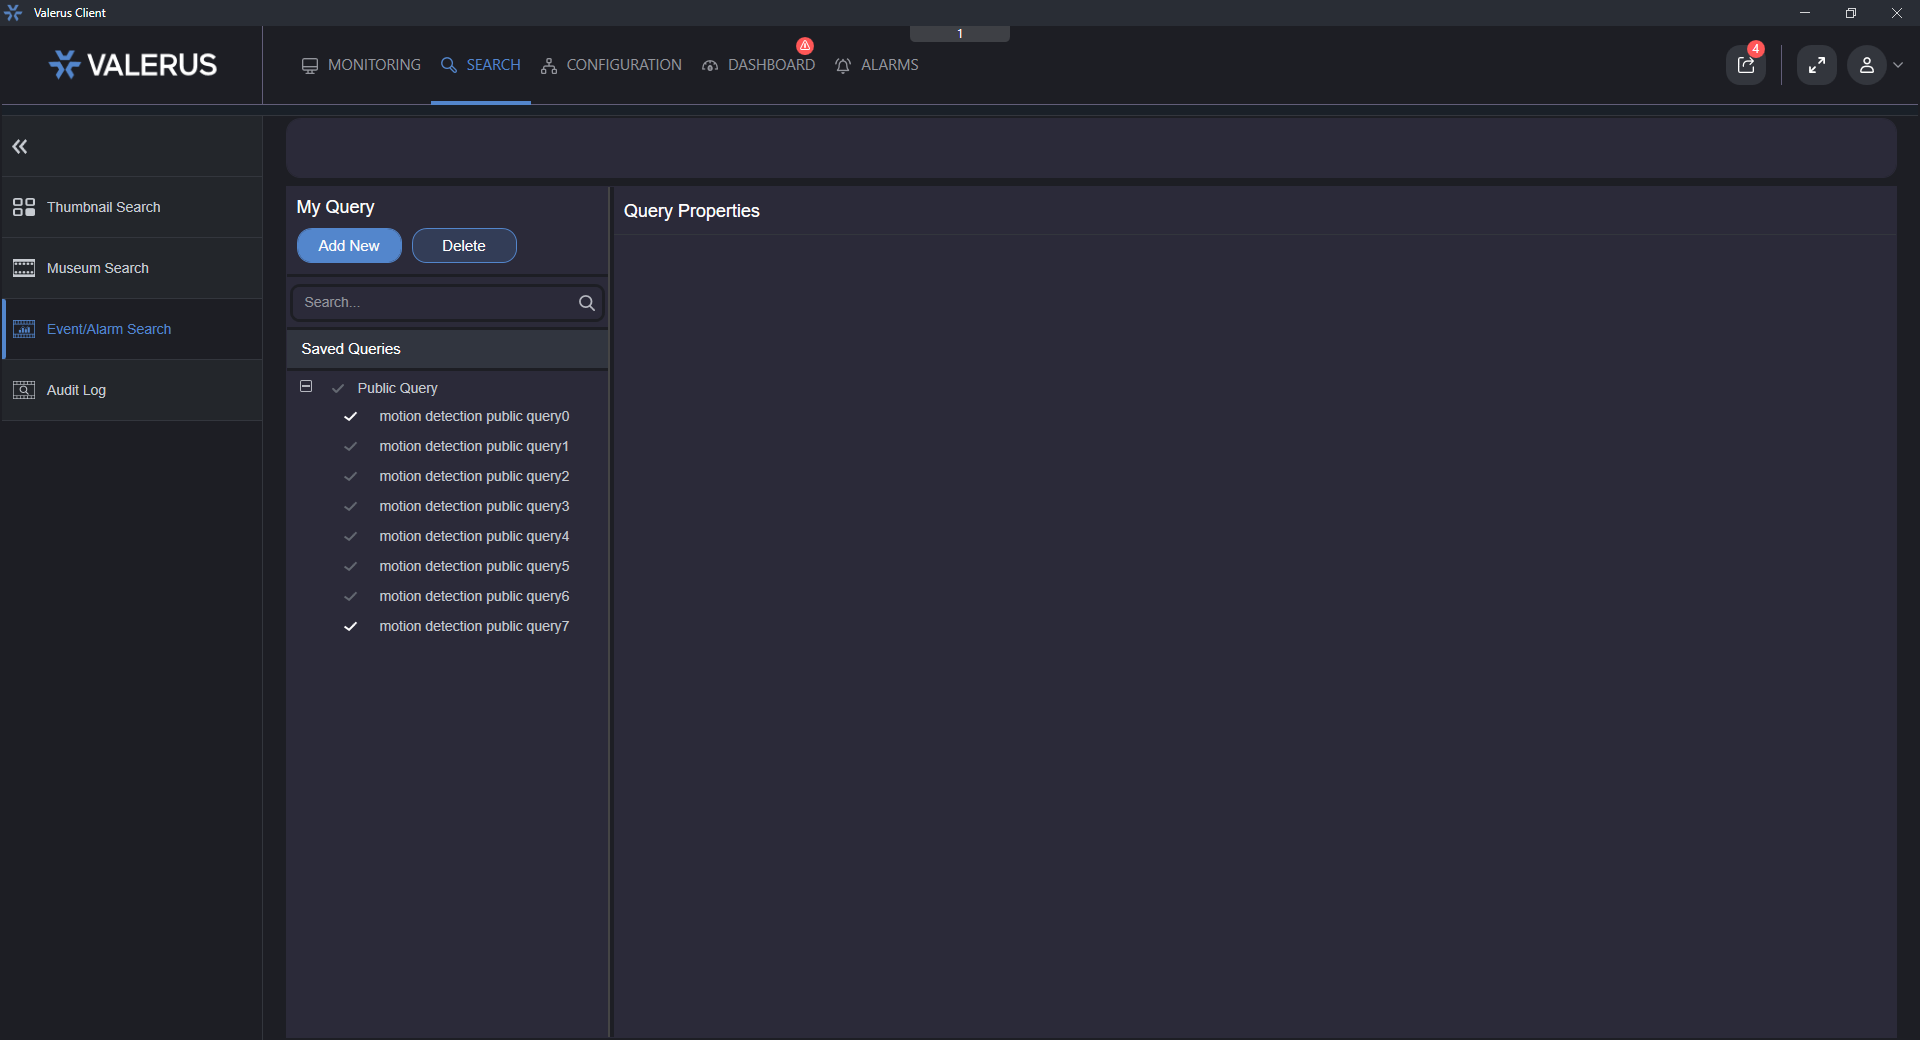 Valerus Client
1
VALERUS
MONITORING
SEARCH
CONFIGURATION
DASHBOARD
ALARMS
4
Thumbnail Search
Museum Search
Event/Alarm Search
Audit Log
My Query
Add New
Delete
Search...
Saved Queries
Public Query
motion detection public query0
motion detection public query1
motion detection public query2
motion detection public query3
motion detection public query4
motion detection public query5
motion detection public query6
motion detection public query7
Query Properties